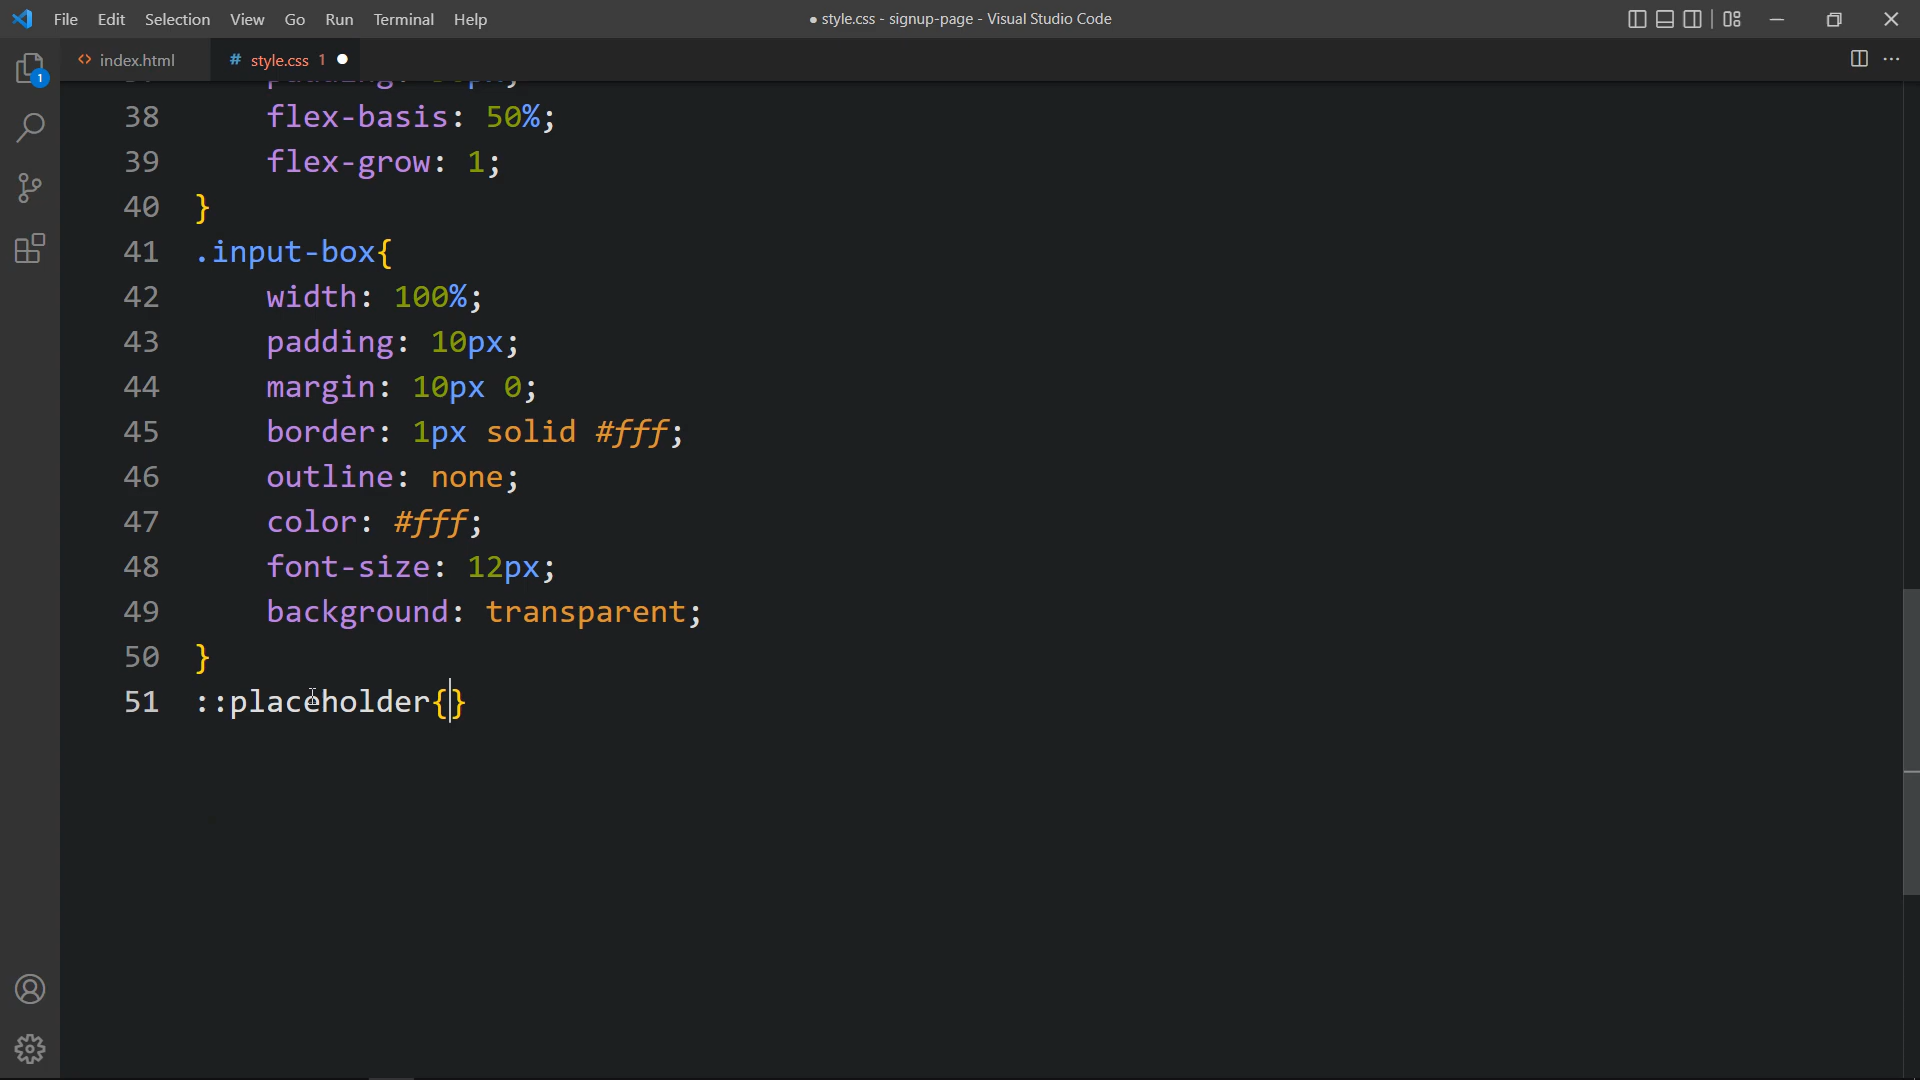 File Edit Selection View Go Run Terminal Help
● style.css - signup-page - Visual Studio Code
1
<> index.html
# style.css 1 ●
38 flex-basis: 50%;
39 flex-grow: 1;
40 }
41 .input-box{
42 width: 100%;
43 padding: 10px;
44 margin: 10px 0;
45 border: 1px solid #fff;
46 outline: none;
47 color: #fff;
48 font-size: 12px;
49 background: transparent;
50 }
51 ::placeholder{}